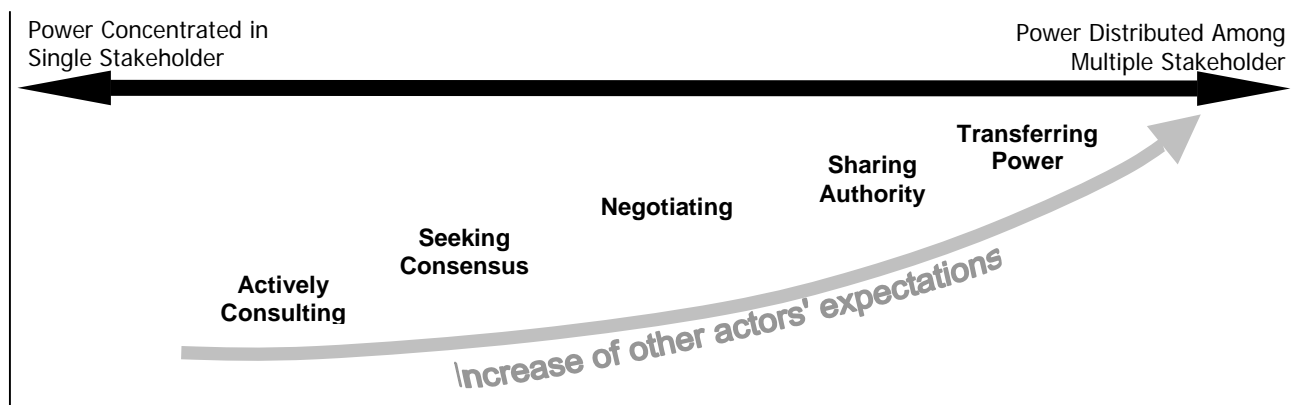 Power Concentrated in
Single Stakeholder
Power Distributed Among
Multiple Stakeholder
Transferring
Power
Sharing
Authority
Negotiating
Seeking
Consensus
Actively
Consulting
Increase of other actors' expectations